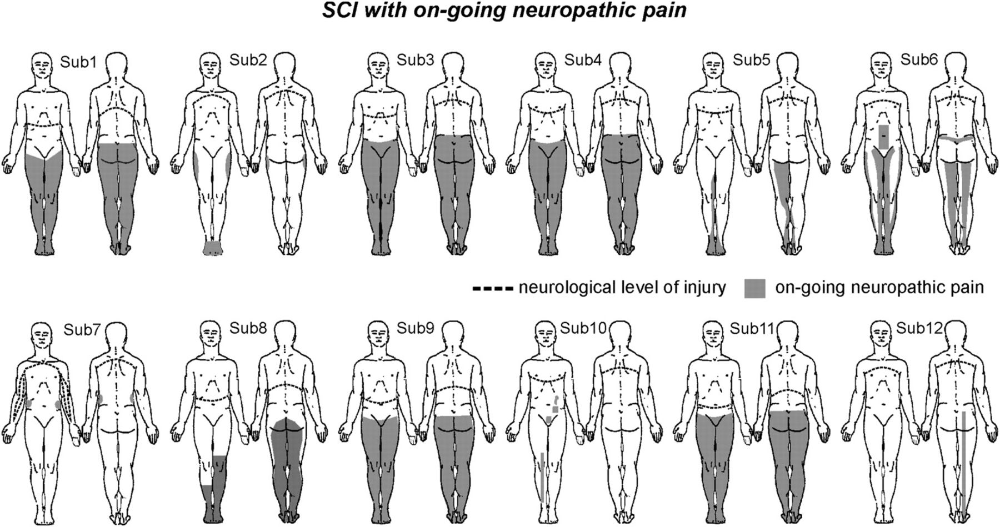 SCI with on-going neuropathic pain
Sub1
Sub2
Sub3
Sub4
Sub5
Sub6
neurological level of injury
on-going neuropathic pain
Sub7
Sub8
Sub9
Sub10
Sub11
Sub12